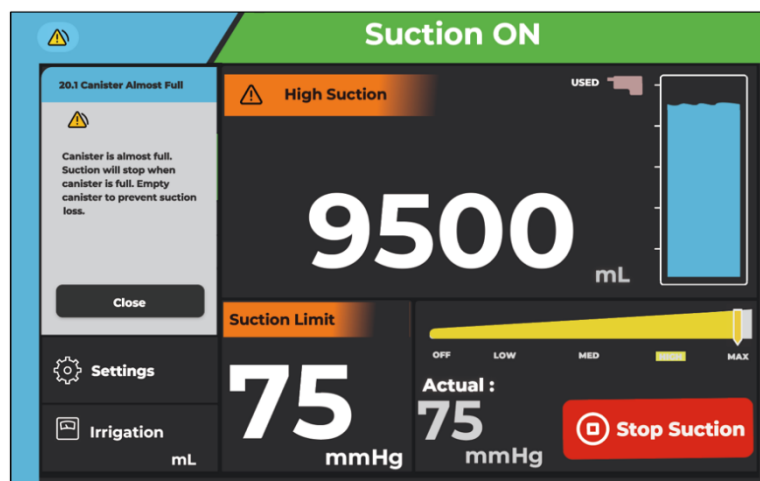 Suction ON
20.1 Canister Almost Full
Canister is almost full.
Suction will stop when
canister is full. Empty
canister to prevent suction
loss.
Close
Settings
Irrigation
mL
High Suction
USED
9500
mL
Suction Limit
75
mmHg
OFF LOW MED HIGH MAX
Actual :
75
mmHg
Stop Suction